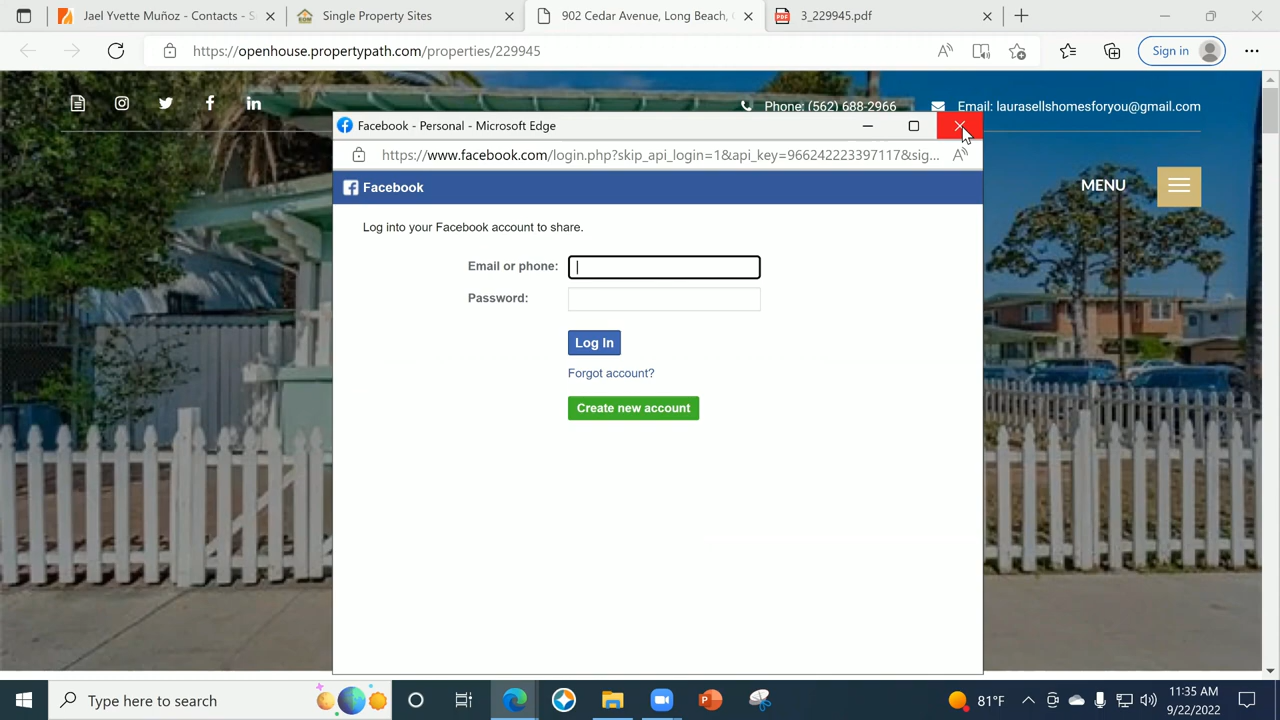 Jael Yvette Muñoz - Contacts - S
Single Property Sites
902 Cedar Avenue, Long Beach,
3_229945.pdf
https://openhouse.propertypath.com/properties/229945
Sign in
Phone: (562) 688-2966
Email: laurasellshomesforyou@gmail.com
Facebook - Personal - Microsoft Edge
https://www.facebook.com/login.php?skip_api_login=1&api_key=966242223397117&sig...
MENU
Facebook
Log into your Facebook account to share.
Email or phone:
Password:
Log In
Forgot account?
Create new account
Type here to search
81°F
11:35 AM
9/22/2022